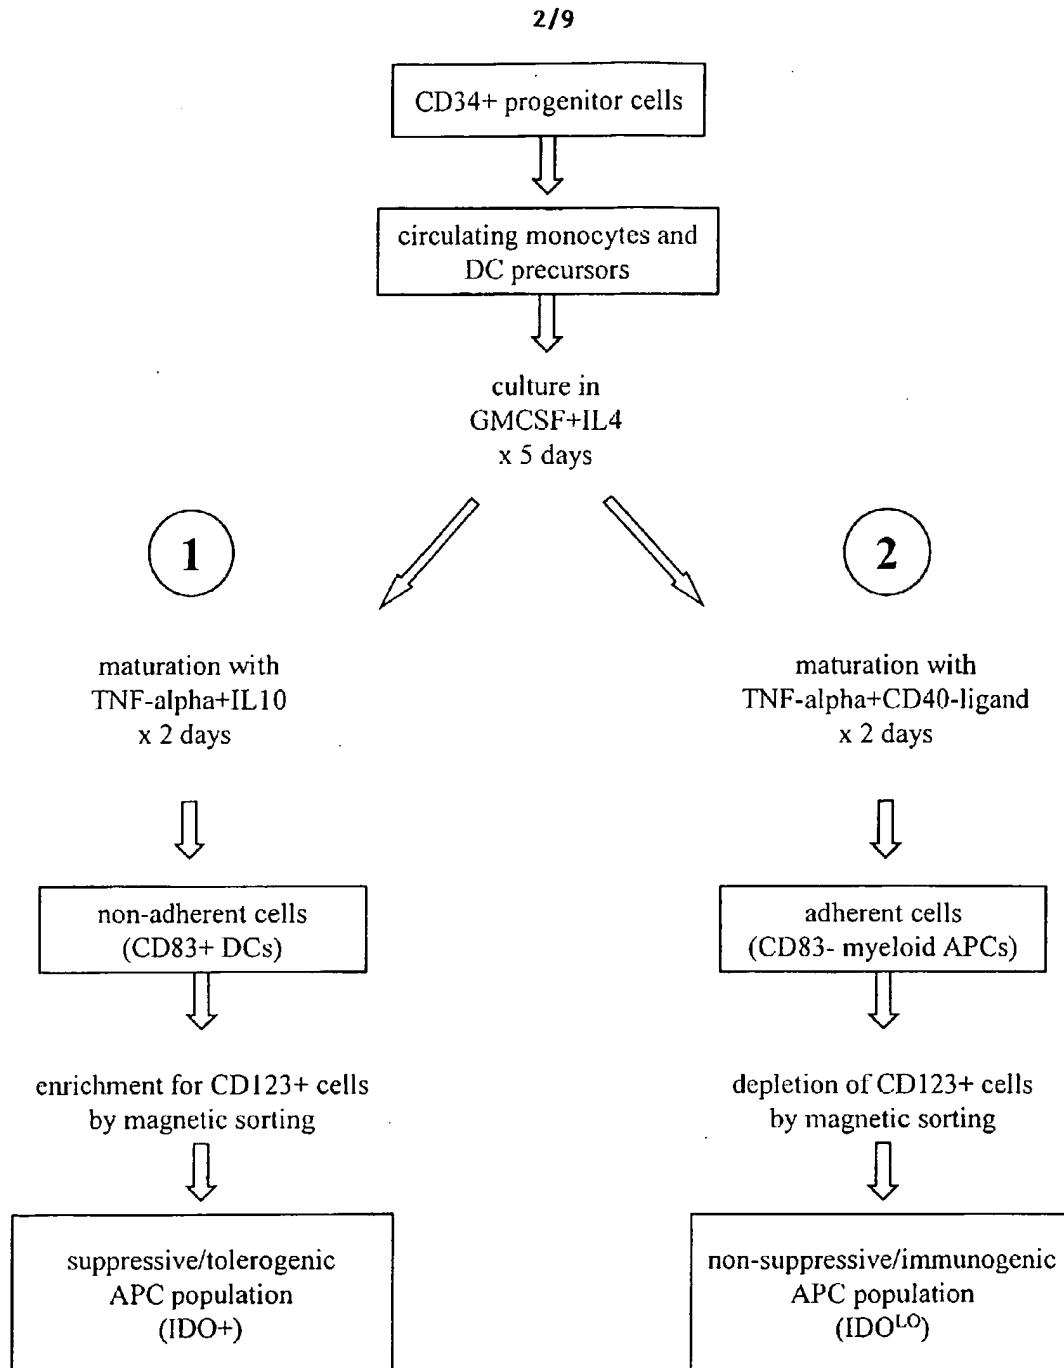 2/9
CD34+ progenitor cells
circulating monocytes and
DC precursors
culture in
GMCSF+IL4
x 5 days
1
maturation with
TNF-alpha+IL10
x 2 days
non-adherent cells
(CD83+ DCs)
enrichment for CD123+ cells
by magnetic sorting
suppressive/tolerogenic
APC population
(IDO+)
2
maturation with
TNF-alpha+CD40-ligand
x 2 days
adherent cells
(CD83- myeloid APCs)
depletion of CD123+ cells
by magnetic sorting
non-suppressive/immunogenic
APC population
(IDO^LO)